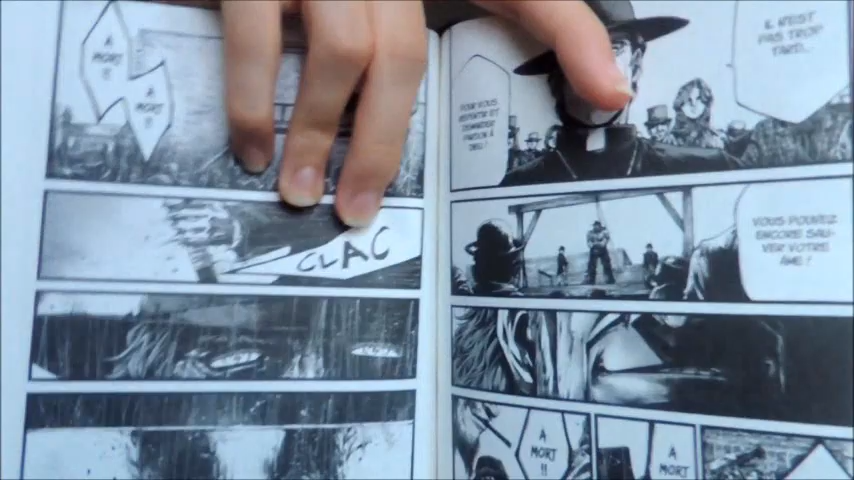 À
MORT
!!
À
MORT
!!
CLAC
IL N'EST
PAS TROP
TARD...
POUR VOUS
REPENTIR ET
DEMANDER
PARDON À
DIEU !
VOUS POUVEZ
ENCORE SAU-
VER VOTRE
ÂME !
À
MORT
!!
À
MORT